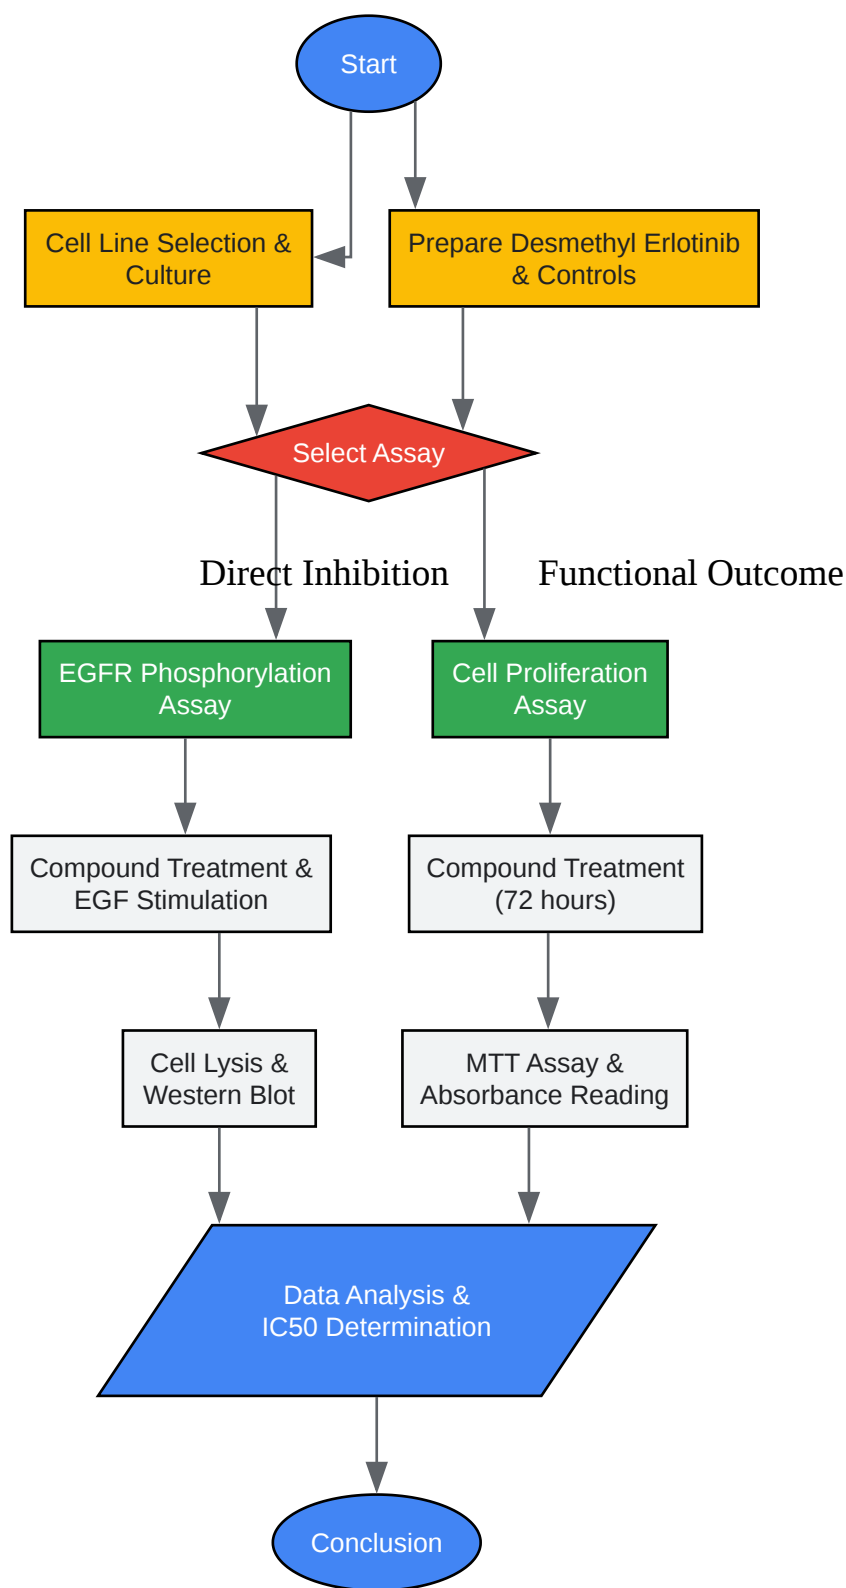 Start
Cell Line Selection &
Culture
Prepare Desmethyl Erlotinib
& Controls
Select Assay
Direct Inhibition
Functional Outcome
EGFR Phosphorylation
Assay
Cell Proliferation
Assay
Compound Treatment &
EGF Stimulation
Compound Treatment
(72 hours)
Cell Lysis &
Western Blot
MTT Assay &
Absorbance Reading
Data Analysis &
IC50 Determination
Conclusion